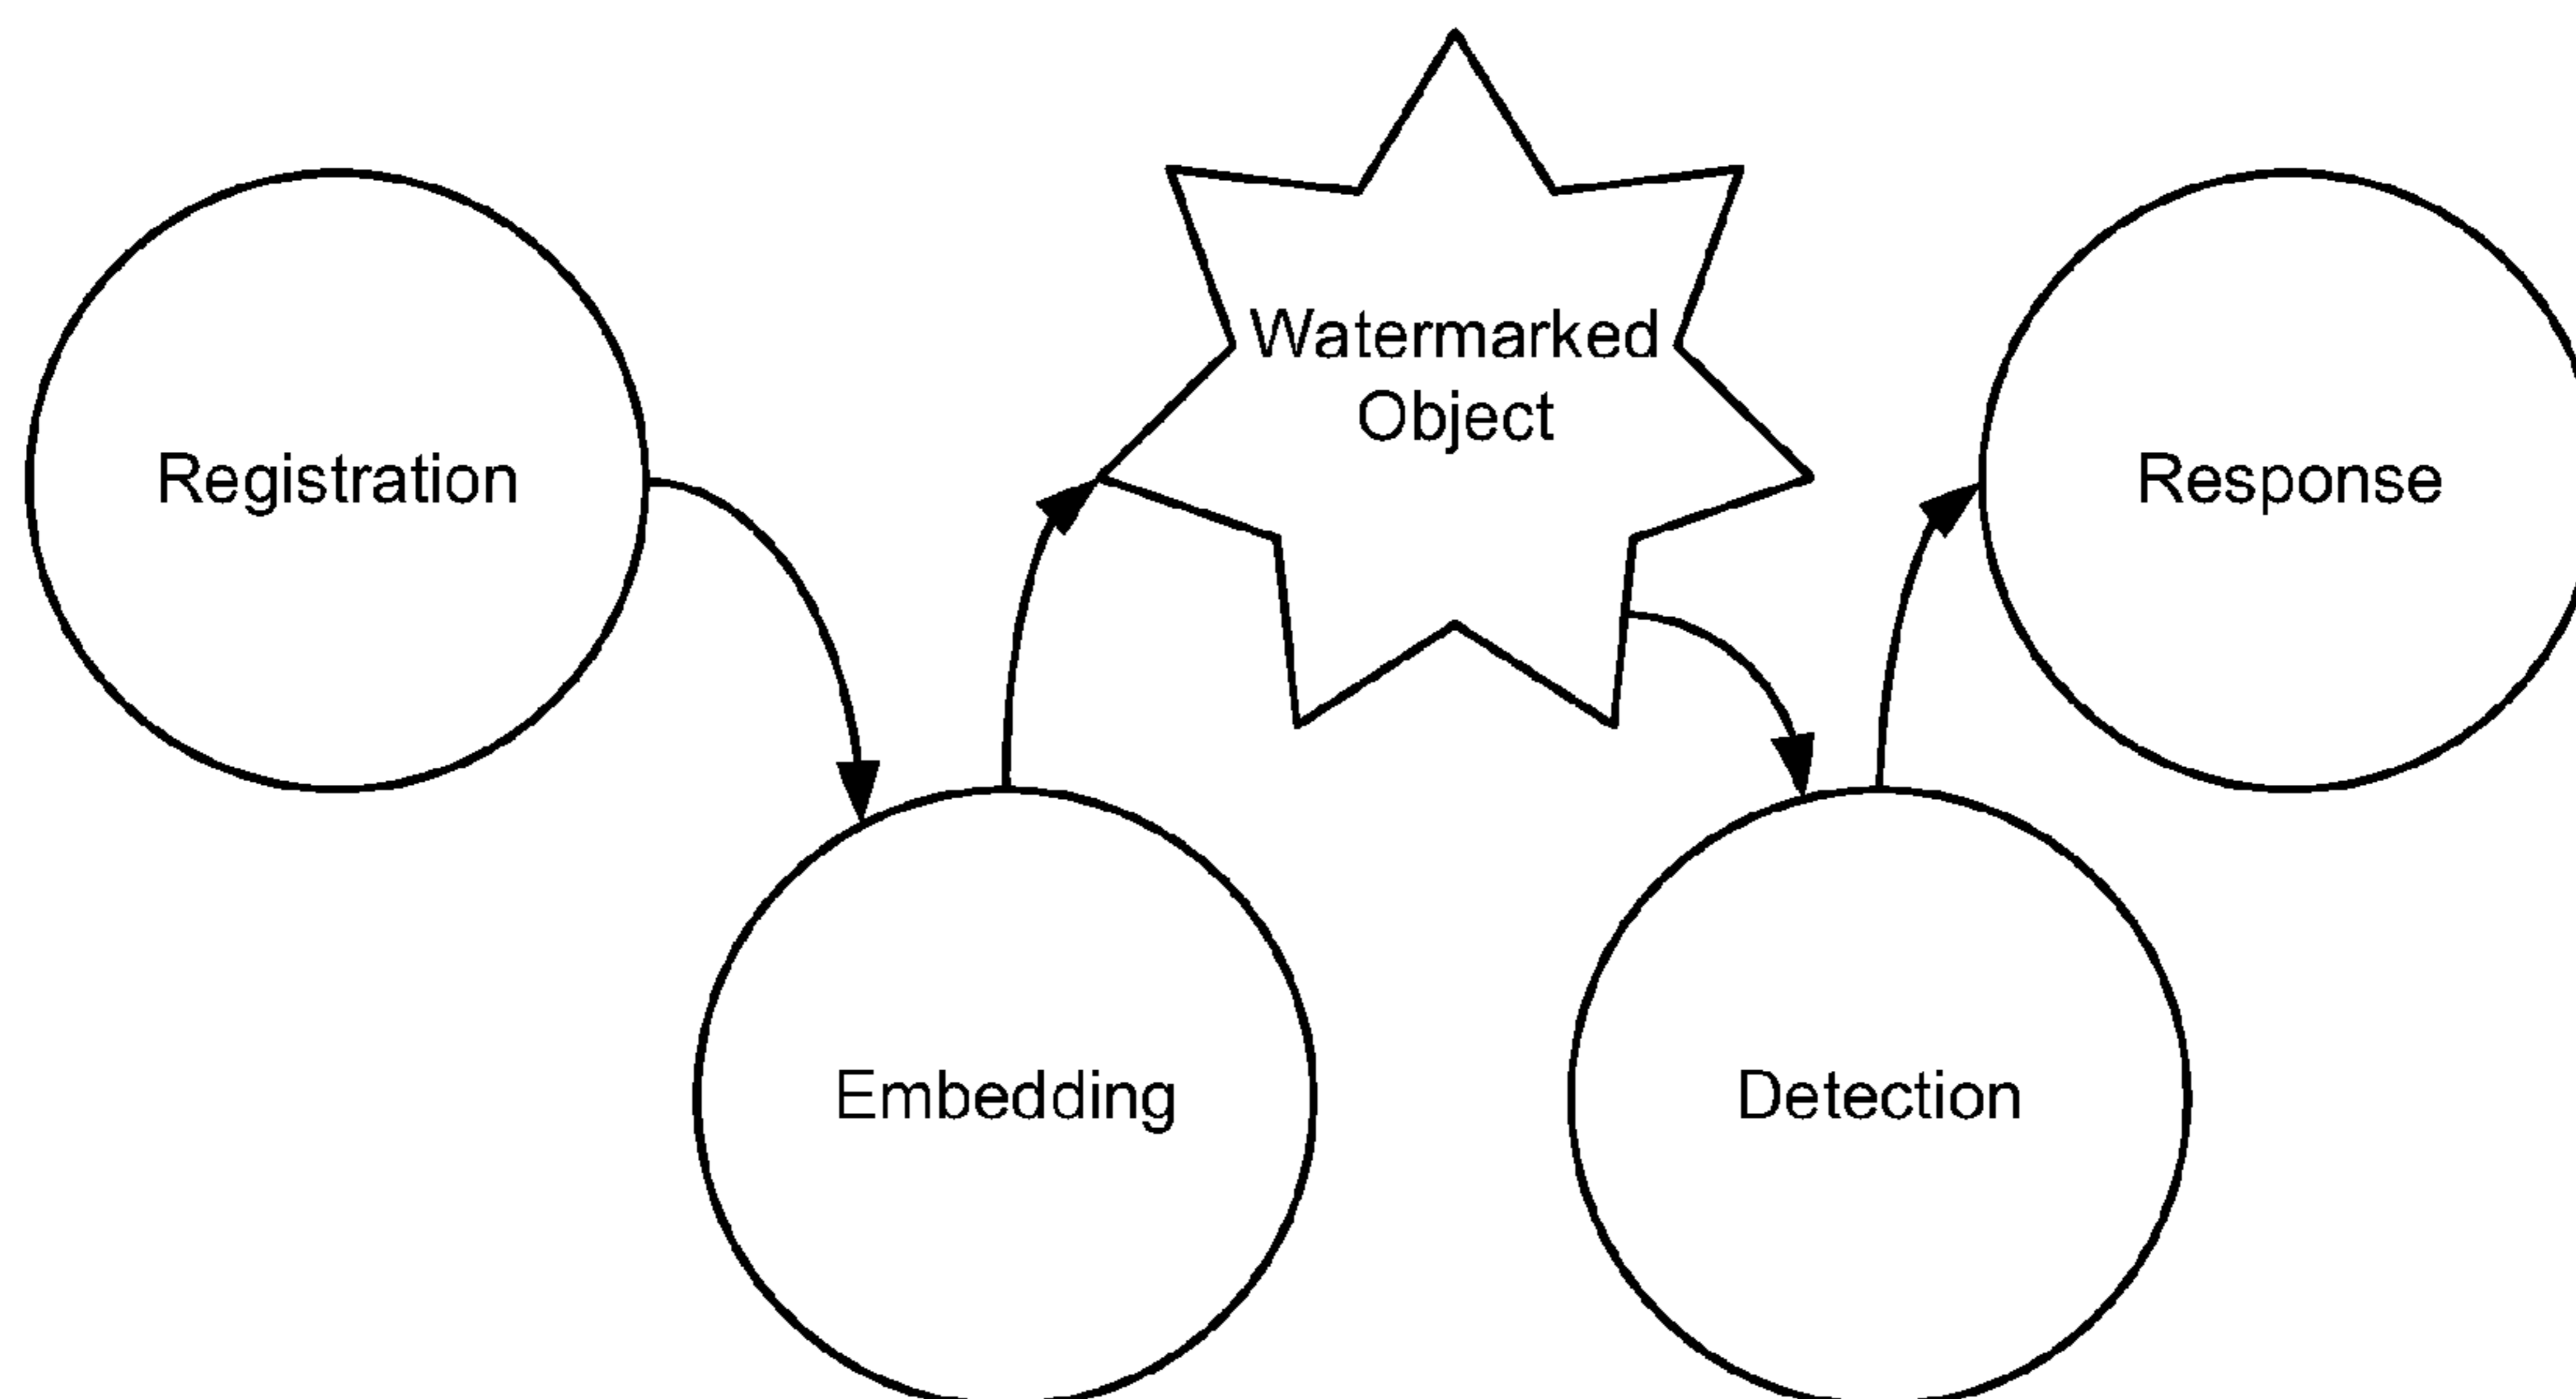 Registration
Embedding
Watermarked
Object
Detection
Response